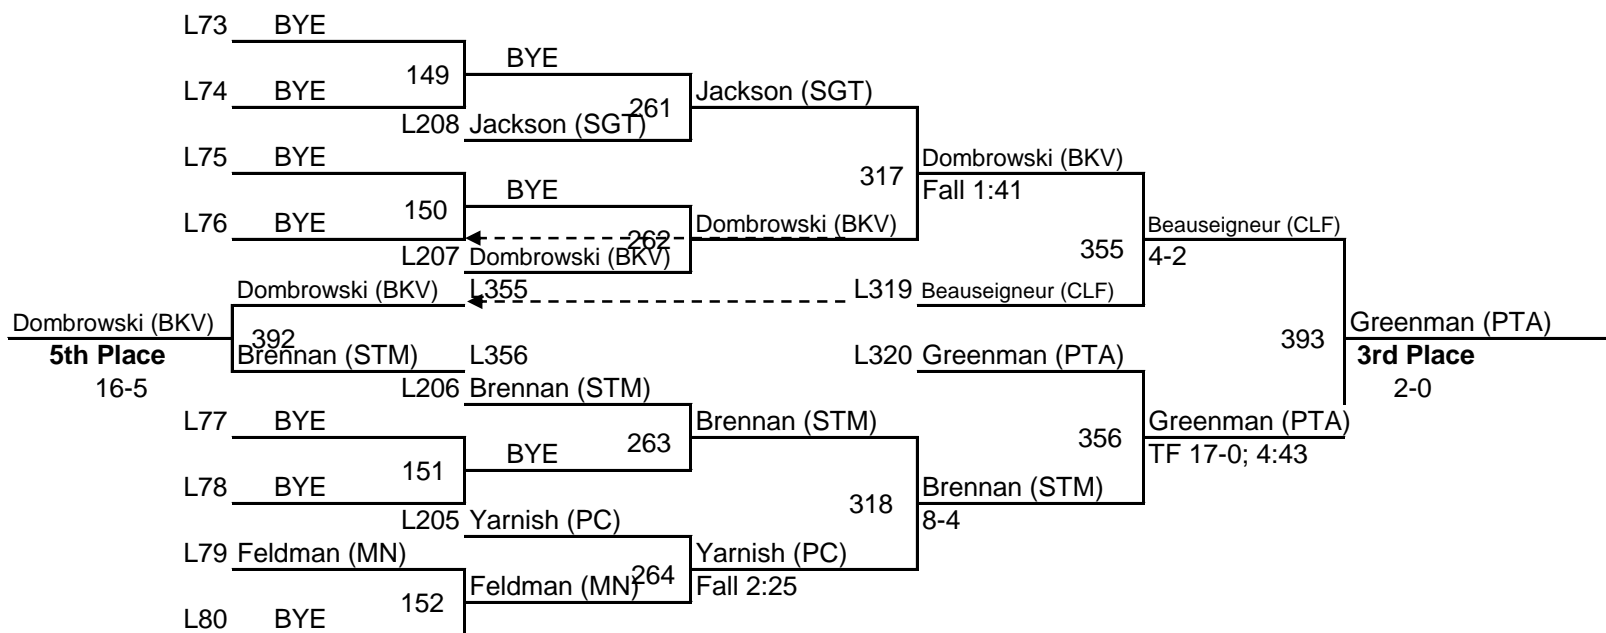 L73 BYE
BYE
149
L74 BYE
Jackson (SGT)
261
L208 Jackson (SGT)
L75 BYE
Dombrowski (BKV)
317
BYE
Fall 1:41
150
L76 BYE
Dombrowski (BKV)
Beauseigneur (CLF)
262
355
4-2
L207 Dombrowski (BKV)
Dombrowski (BKV) L355
L319 Beauseigneur (CLF)
Dombrowski (BKV)
392
Greenman (PTA)
393
5th Place
Brennan (STM) L356
L320 Greenman (PTA)
3rd Place
16-5
L206 Brennan (STM)
2-0
L77 BYE
Brennan (STM)
Greenman (PTA)
263
356
BYE
TF 17-0; 4:43
151
L78 BYE
Brennan (STM)
318
L205 Yarnish (PC)
8-4
L79 Feldman (MN)
Yarnish (PC)
264
Feldman (MN)
Fall 2:25
152
L80 BYE